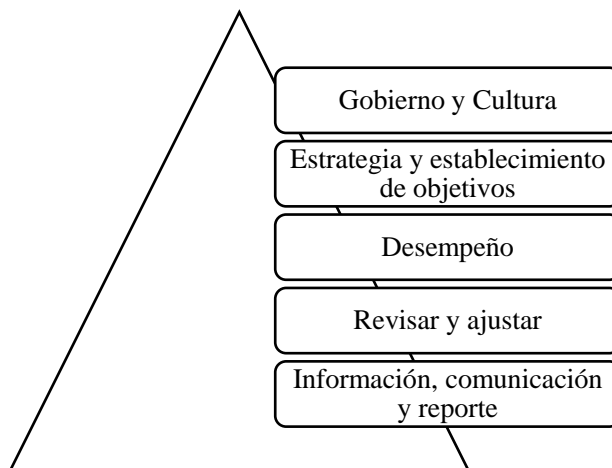 Gobierno y Cultura
Estrategia y establecimiento
de objetivos
Desempeño
Revisar y ajustar
Información, comunicación
y reporte